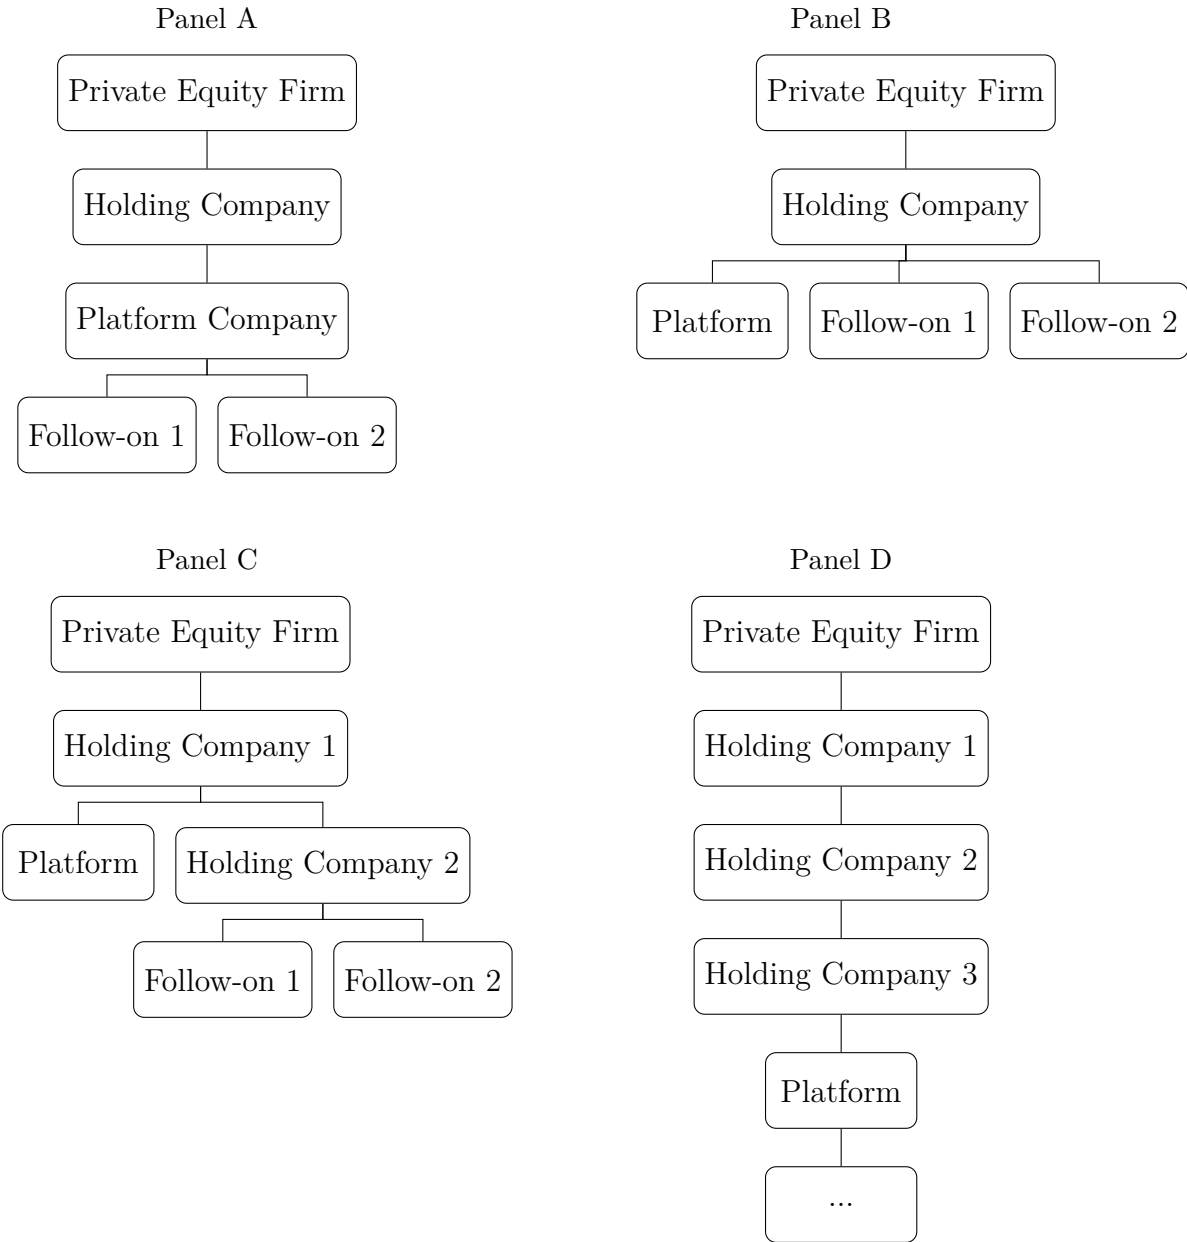 Panel A
Private Equity Firm
Holding Company
Platform Company
Follow-on 1
Follow-on 2
Panel B
Private Equity Firm
Holding Company
Platform
Follow-on 1
Follow-on 2
Panel C
Private Equity Firm
Holding Company 1
Platform
Holding Company 2
Follow-on 1
Follow-on 2
Panel D
Private Equity Firm
Holding Company 1
Holding Company 2
Holding Company 3
Platform
...